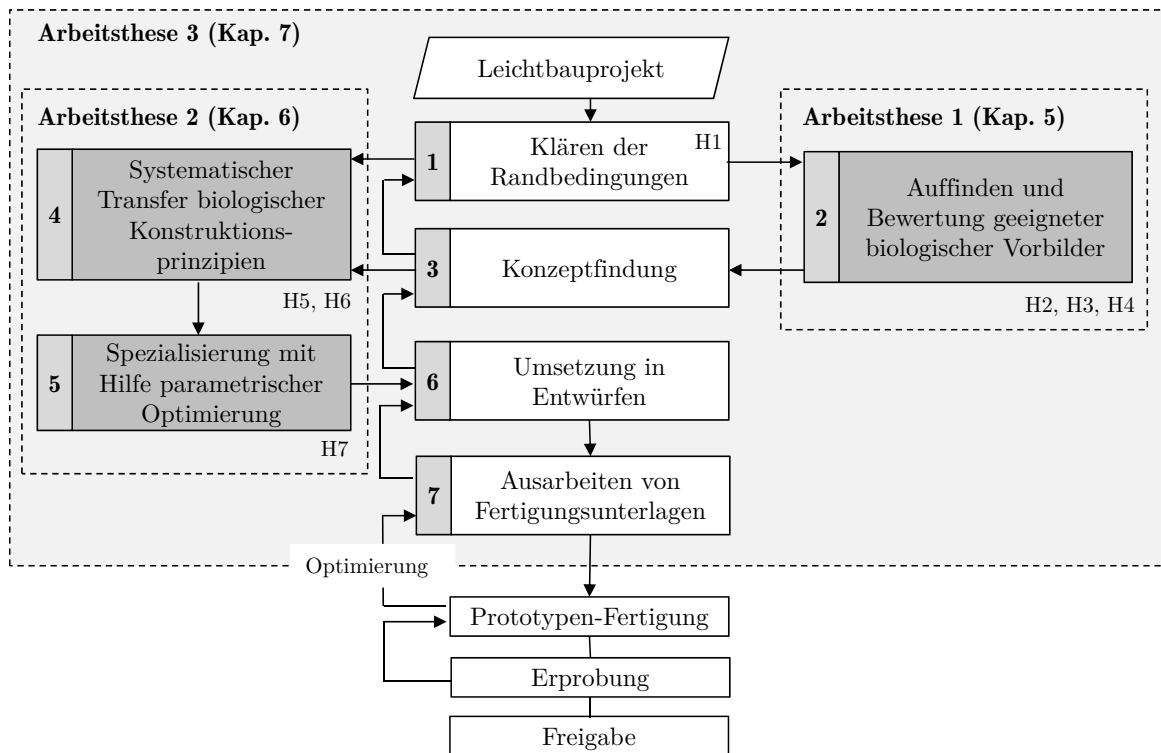 Arbeitsthese 3 (Kap. 7)
Leichtbauprojekt
Arbeitsthese 2 (Kap. 6)
4
Systematischer
Transfer biologischer
Konstruktions-
prinzipien
H5, H6
5
Spezialisierung mit
Hilfe parametrischer
Optimierung
H7
1
Klären der
Randbedingungen
H1
3
Konzeptfindung
6
Umsetzung in
Entwürfen
7
Ausarbeiten von
Fertigungsunterlagen
Arbeitsthese 1 (Kap. 5)
2
Auffinden und
Bewertung geeigneter
biologischer Vorbilder
H2, H3, H4
Optimierung
Prototypen-Fertigung
Erprobung
Freigabe